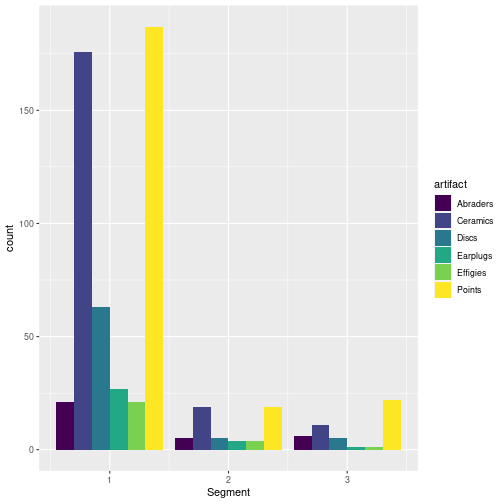 150
100
50
0
count
1 2 3
Segment
artifact
Abraders
Ceramics
Discs
Earplugs
Effigies
Points